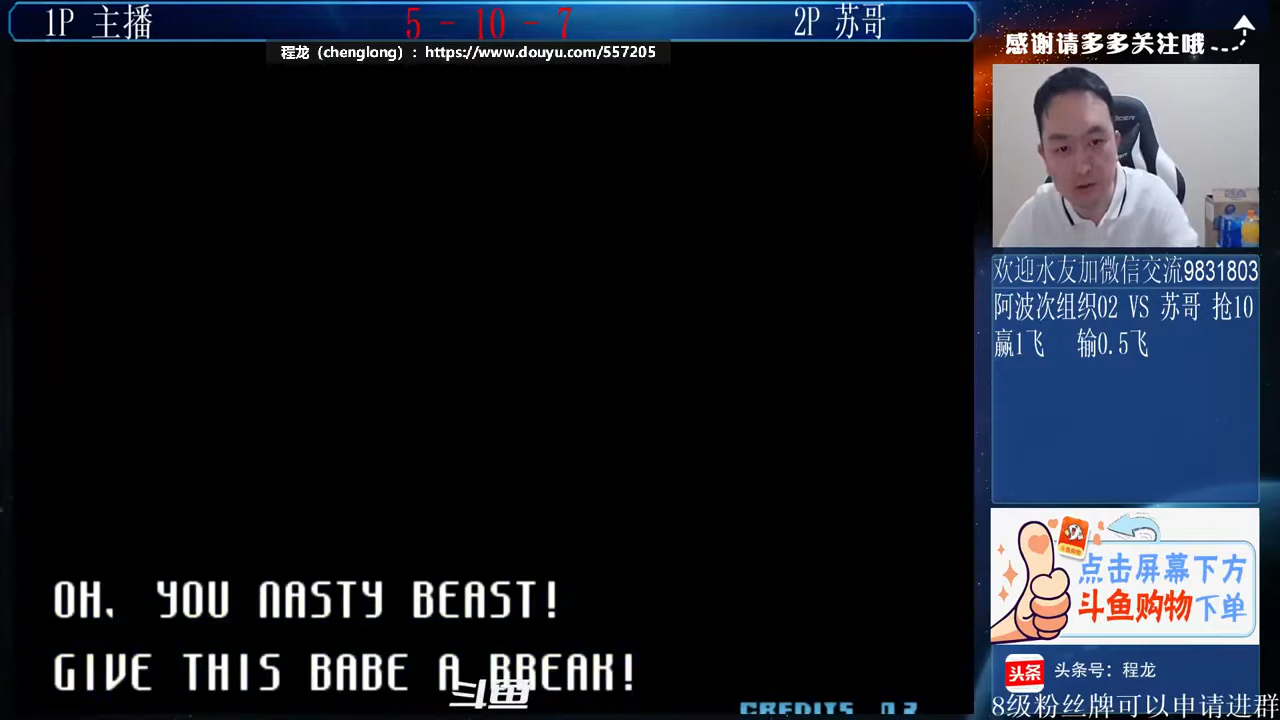 1P 主播
5 - 10 - 7
2P 苏哥
程龙（chenglong）: https://www.douyu.com/557205
感谢请多多关注哦
欢迎水友加微信交流9831803
阿波次组织02 VS 苏哥 抢10
赢1飞 输0.5飞
点击屏幕下方
斗鱼购物下单
头条 头条号：程龙
8级粉丝牌可以申请进群
OH, YOU NASTY BEAST!
GIVE THIS BABE A BREAK!
斗鱼
CREDITS 03